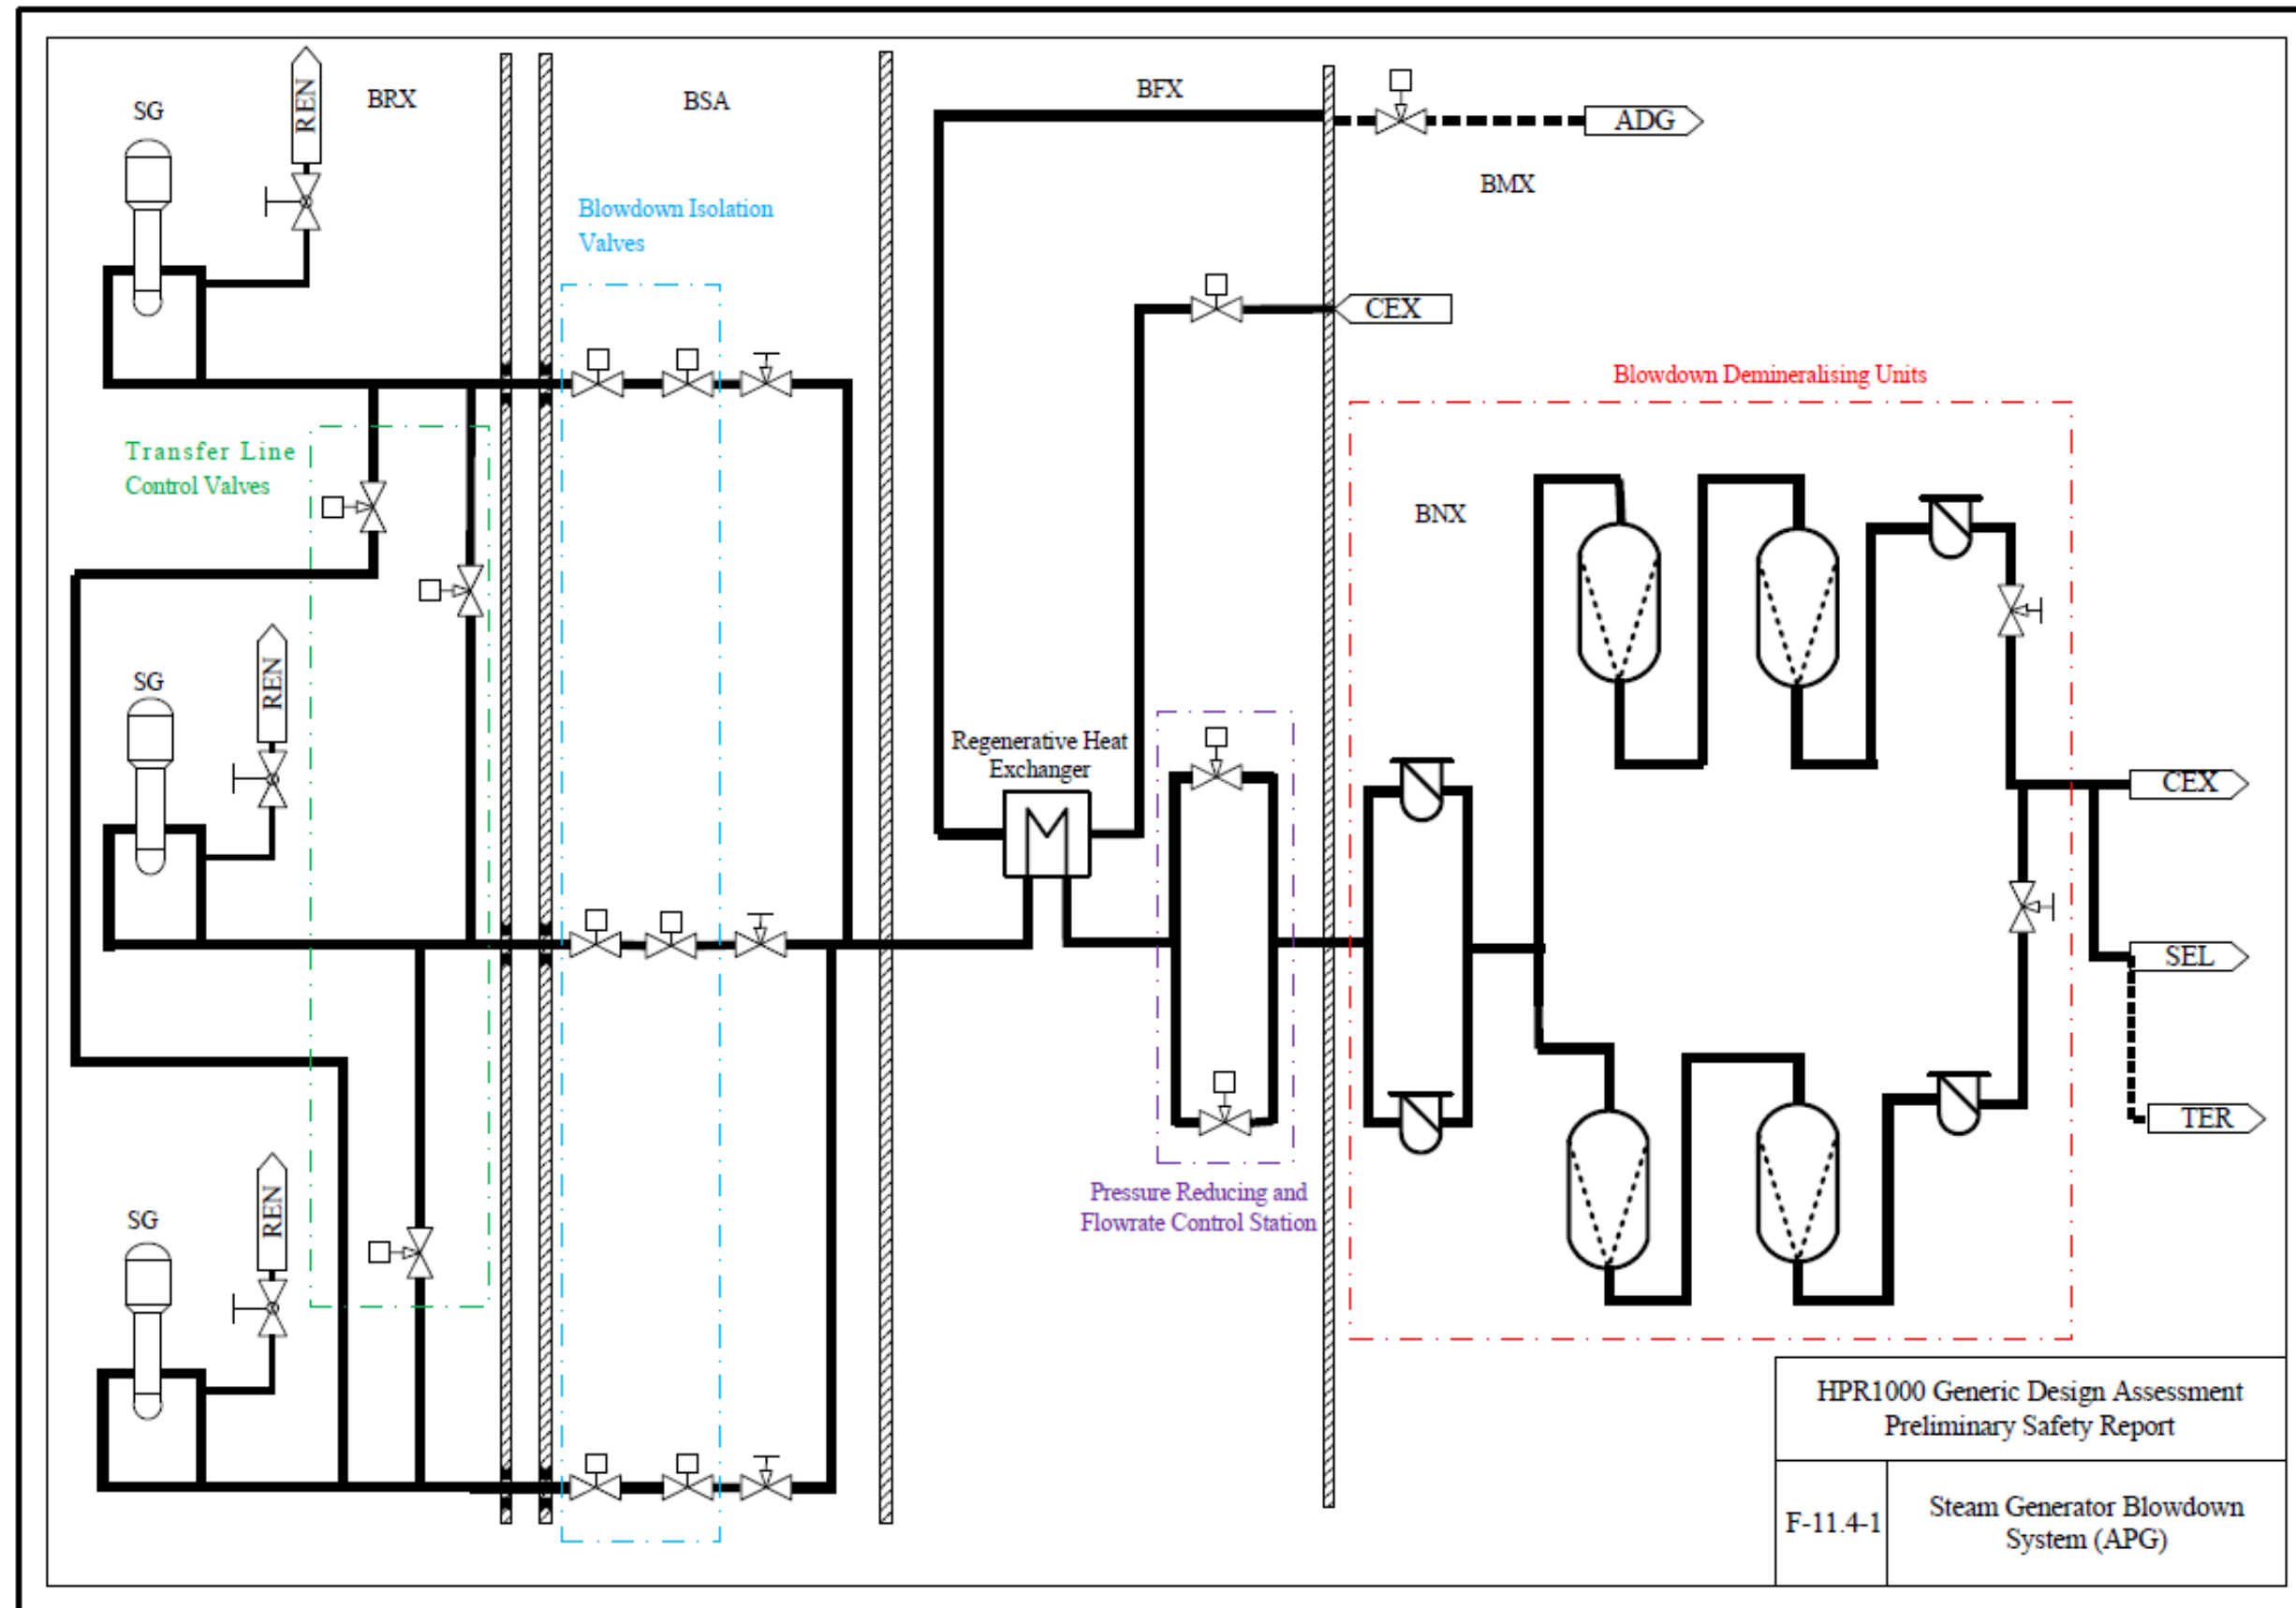 SG
REN
BRX
BSA
BFX
ADG
BMX
Blowdown Isolation
Valves
CEX
Blowdown Demineralising Units
Transfer Line
Control Valves
BNX
SG
REN
Regenerative Heat
Exchanger
CEX
SEL
TER
SG
REN
Pressure Reducing and
Flowrate Control Station
HPR1000 Generic Design Assessment
Preliminary Safety Report
F-11.4-1
Steam Generator Blowdown
System (APG)